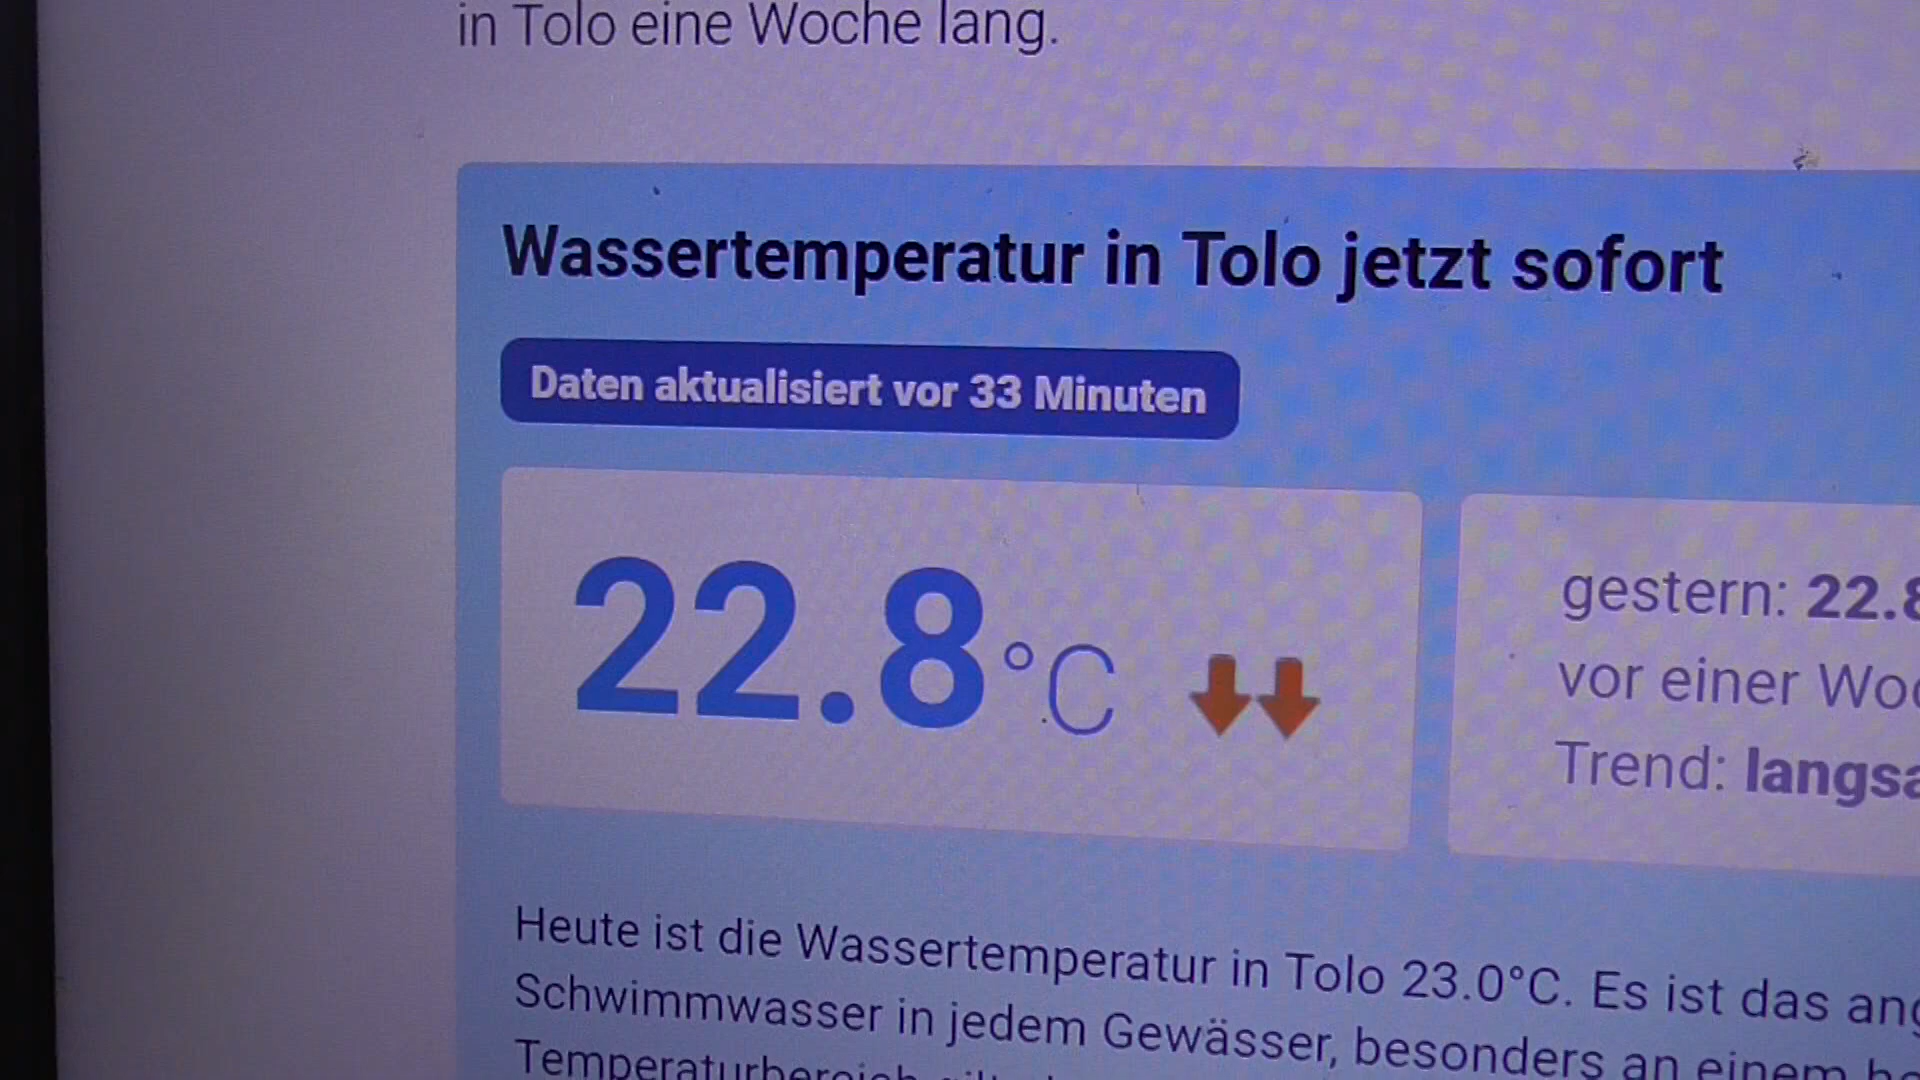 in Tolo eine Woche lang.
Wassertemperatur in Tolo jetzt sofort
Daten aktualisiert vor 33 Minuten
22.8°C
gestern: 22.8
vor einer
Trend:
Heute ist die Wassertemperatur in Tolo 23.0°C. Es ist das
Schwimmwasser in jedem Gewässer, besonders an einem
Temperaturbereich